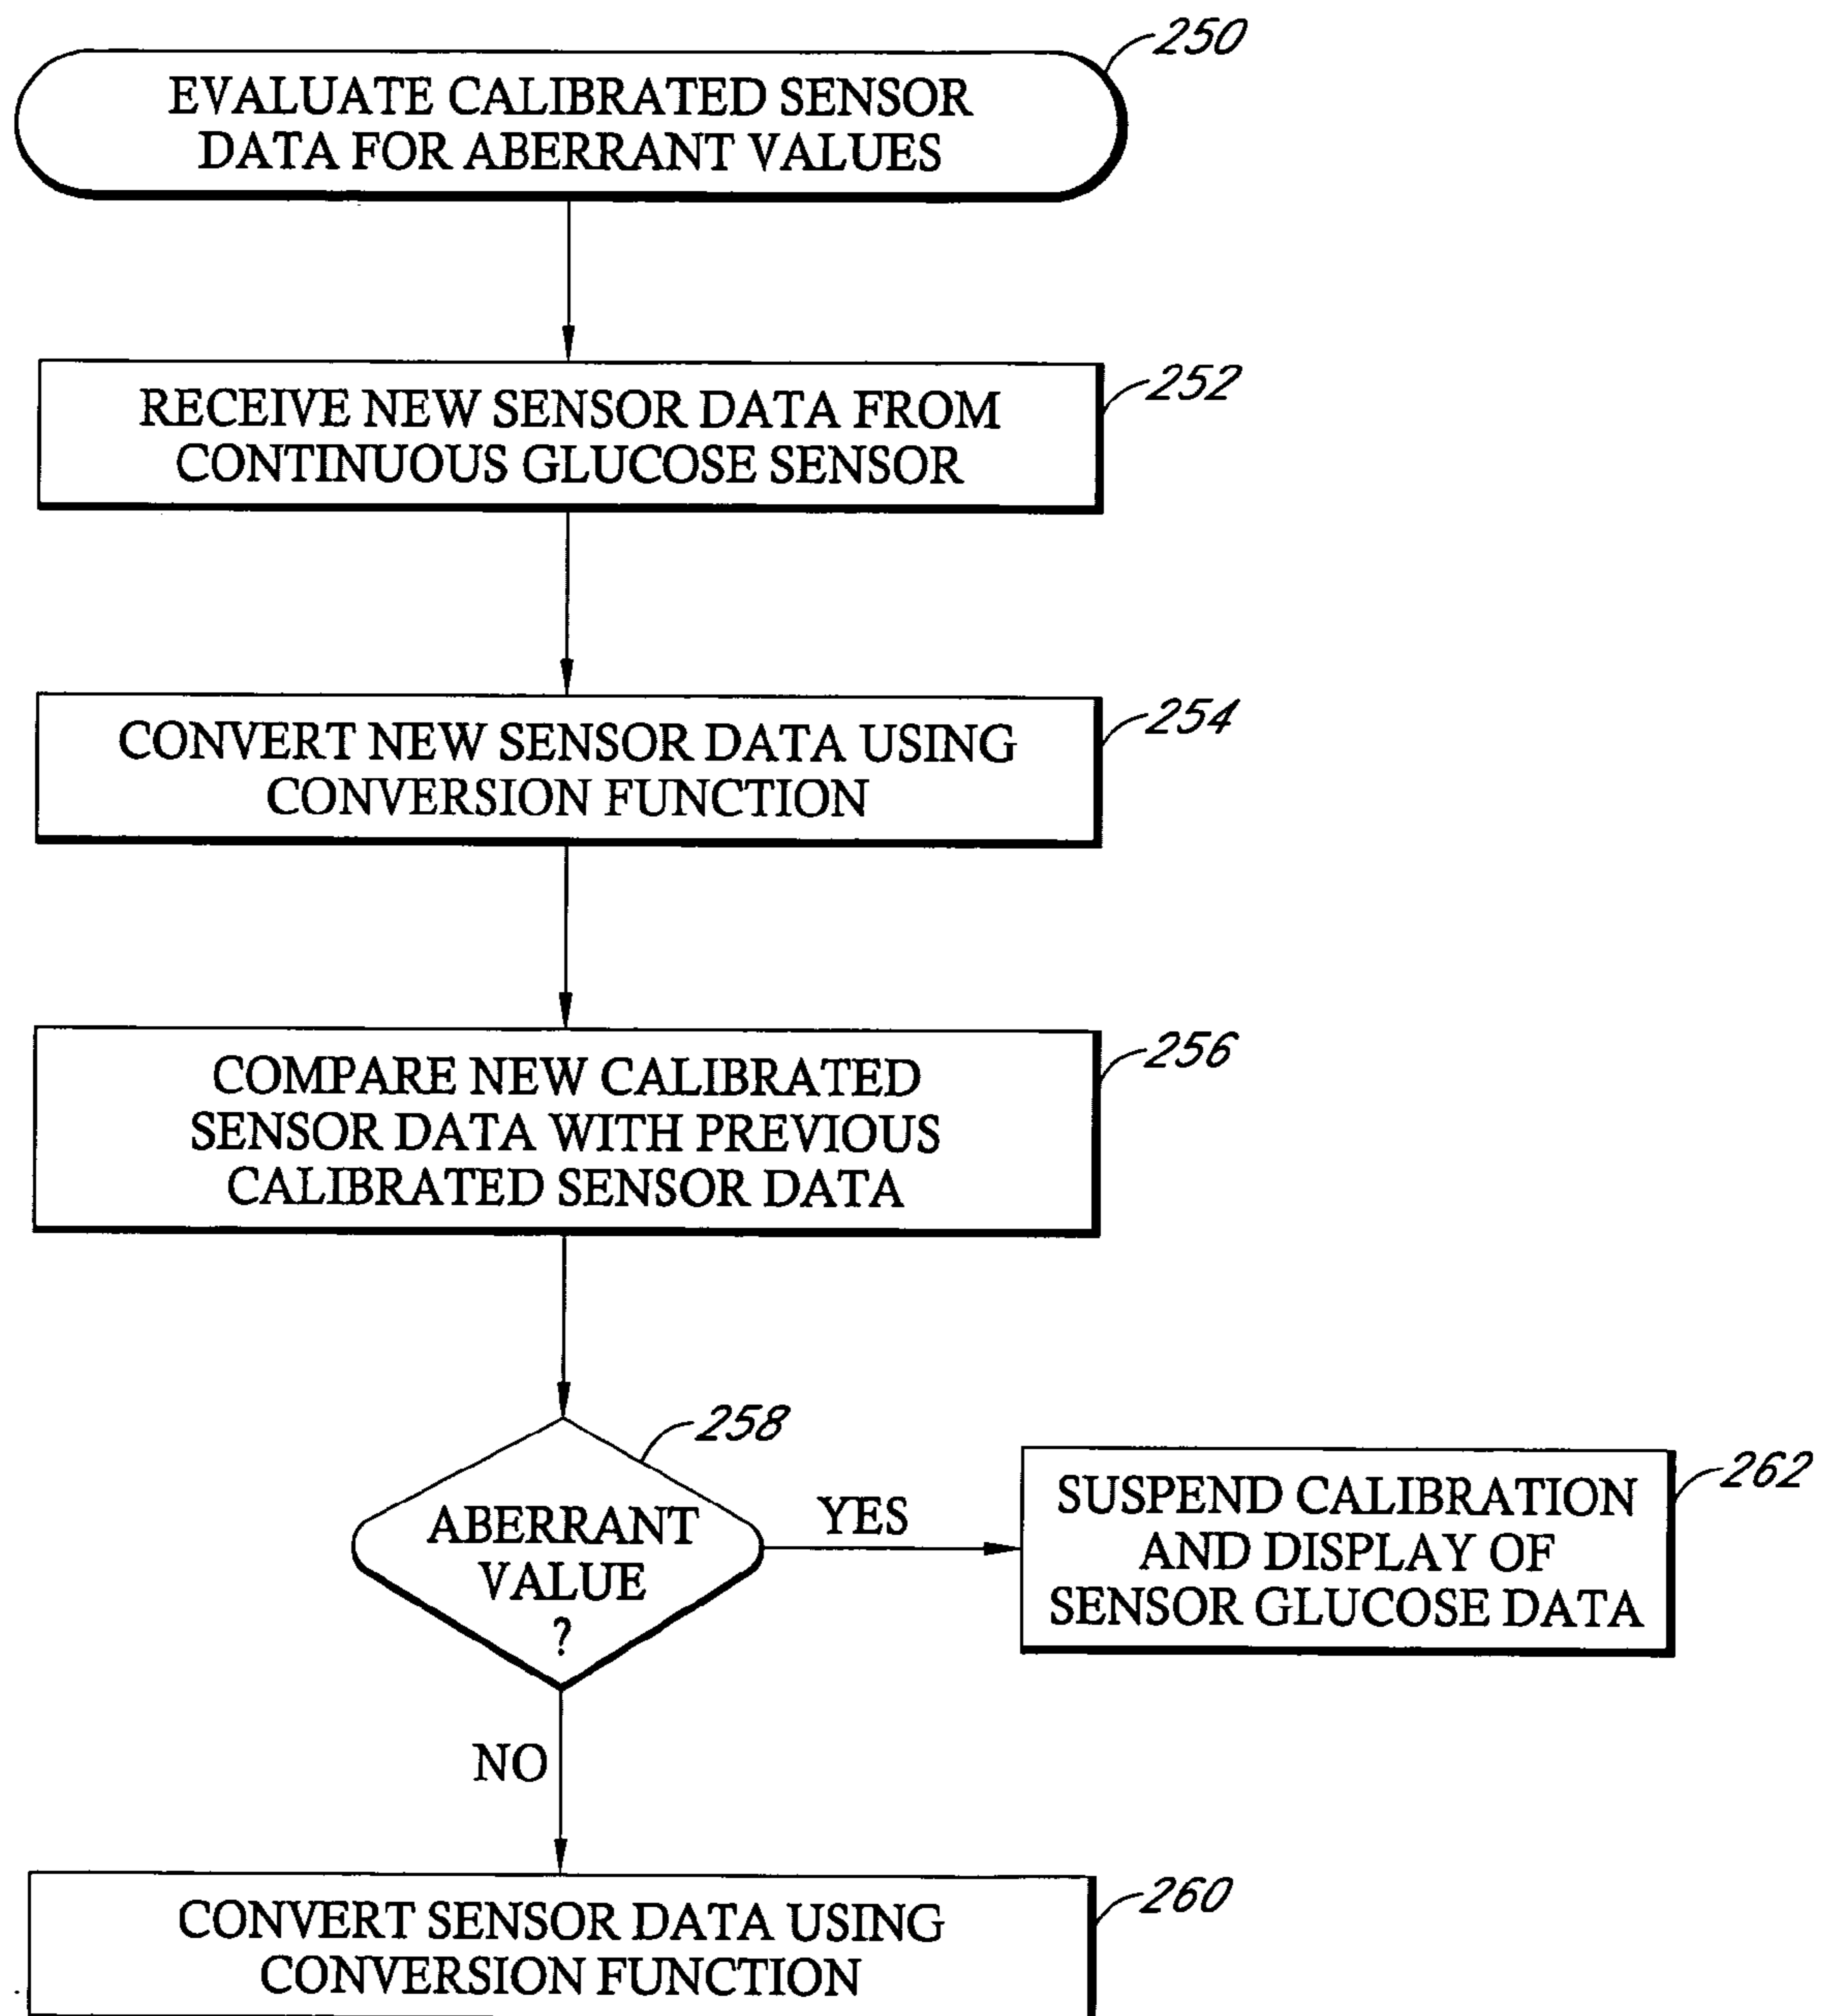 250
EVALUATE CALIBRATED SENSOR
DATA FOR ABERRANT VALUES
252
RECEIVE NEW SENSOR DATA FROM
CONTINUOUS GLUCOSE SENSOR
254
CONVERT NEW SENSOR DATA USING
CONVERSION FUNCTION
256
COMPARE NEW CALIBRATED
SENSOR DATA WITH PREVIOUS
CALIBRATED SENSOR DATA
258
ABERRANT
VALUE
?
YES
262
SUSPEND CALIBRATION
AND DISPLAY OF
SENSOR GLUCOSE DATA
NO
260
CONVERT SENSOR DATA USING
CONVERSION FUNCTION